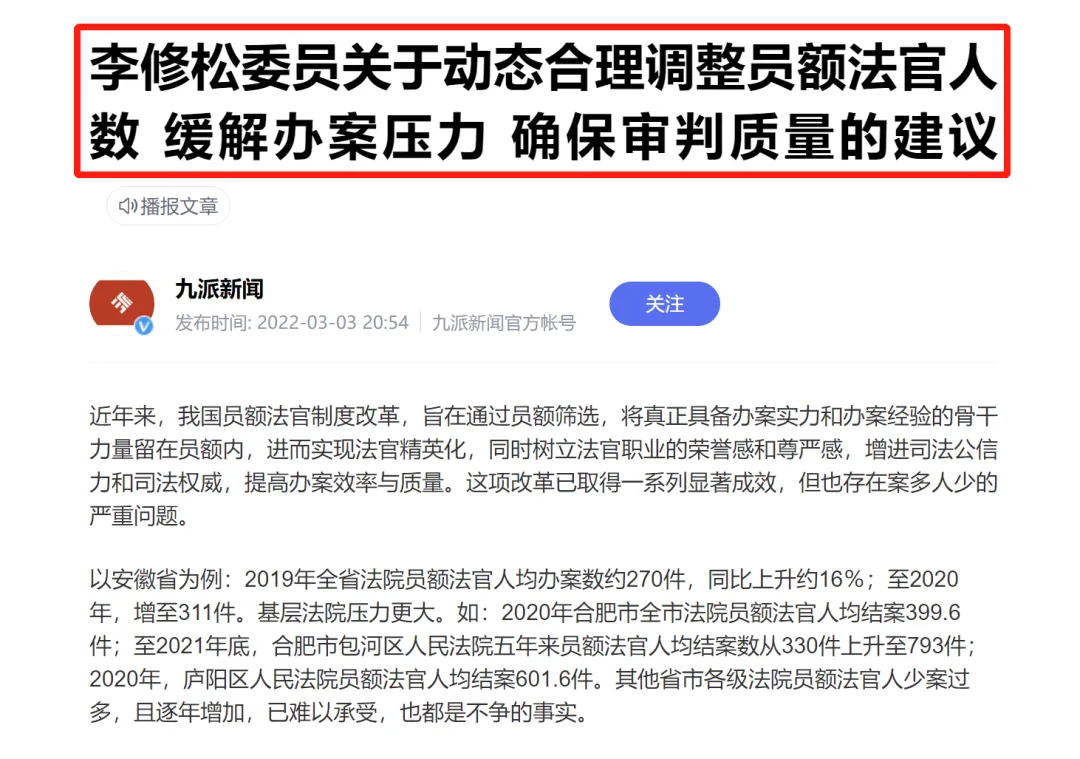 李修松委员关于动态合理调整员额法官人
数 缓解办案压力 确保审判质量的建议
播报文章
九派新闻
发布时间: 2022-03-03 20:54 九派新闻官方帐号
关注
近年来，我国员额法官制度改革，旨在通过员额筛选，将真正具备办案实力和办案经验的骨干
力量留在员额内，进而实现法官精英化，同时树立法官职业的荣誉感和尊严感，增进司法公信
力和司法权威，提高办案效率与质量。这项改革已取得一系列显著成效，但也存在案多人少的
严重问题。
以安徽省为例：2019年全省法院员额法官人均办案数约270件，同比上升约16%；至2020
年，增至311件。基层法院压力更大。如：2020年合肥市全市法院员额法官人均结案399.6
件；至2021年底，合肥市包河区人民法院五年来员额法官人均结案数从330件上升至793件；
2020年，庐阳区人民法院员额法官人均结案601.6件。其他省市各级法院员额法官人少案过
多，且逐年增加，已难以承受，也都是不争的事实。